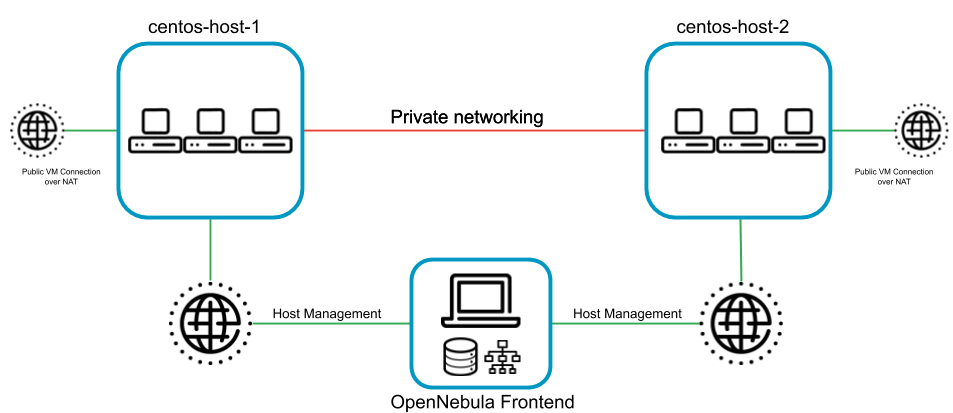 centos-host-1
centos-host-2
Private networking
Public VM Connection
over NAT
Public VM Connection
over NAT
Host Management
Host Management
OpenNebula Frontend